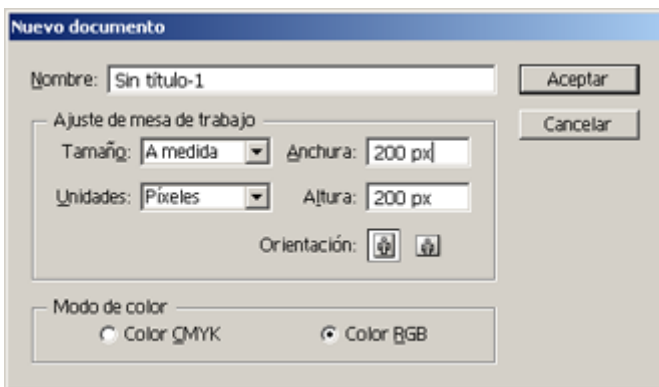 Nuevo documento
Nombre: Sin título-1
Aceptar
Ajuste de mesa de trabajo
Cancelar
Tamaño: A medida Anchura: 200 px
Unidades: Píxeles Altura: 200 px
Orientación:
Modo de color
Color CMYK Color RGB